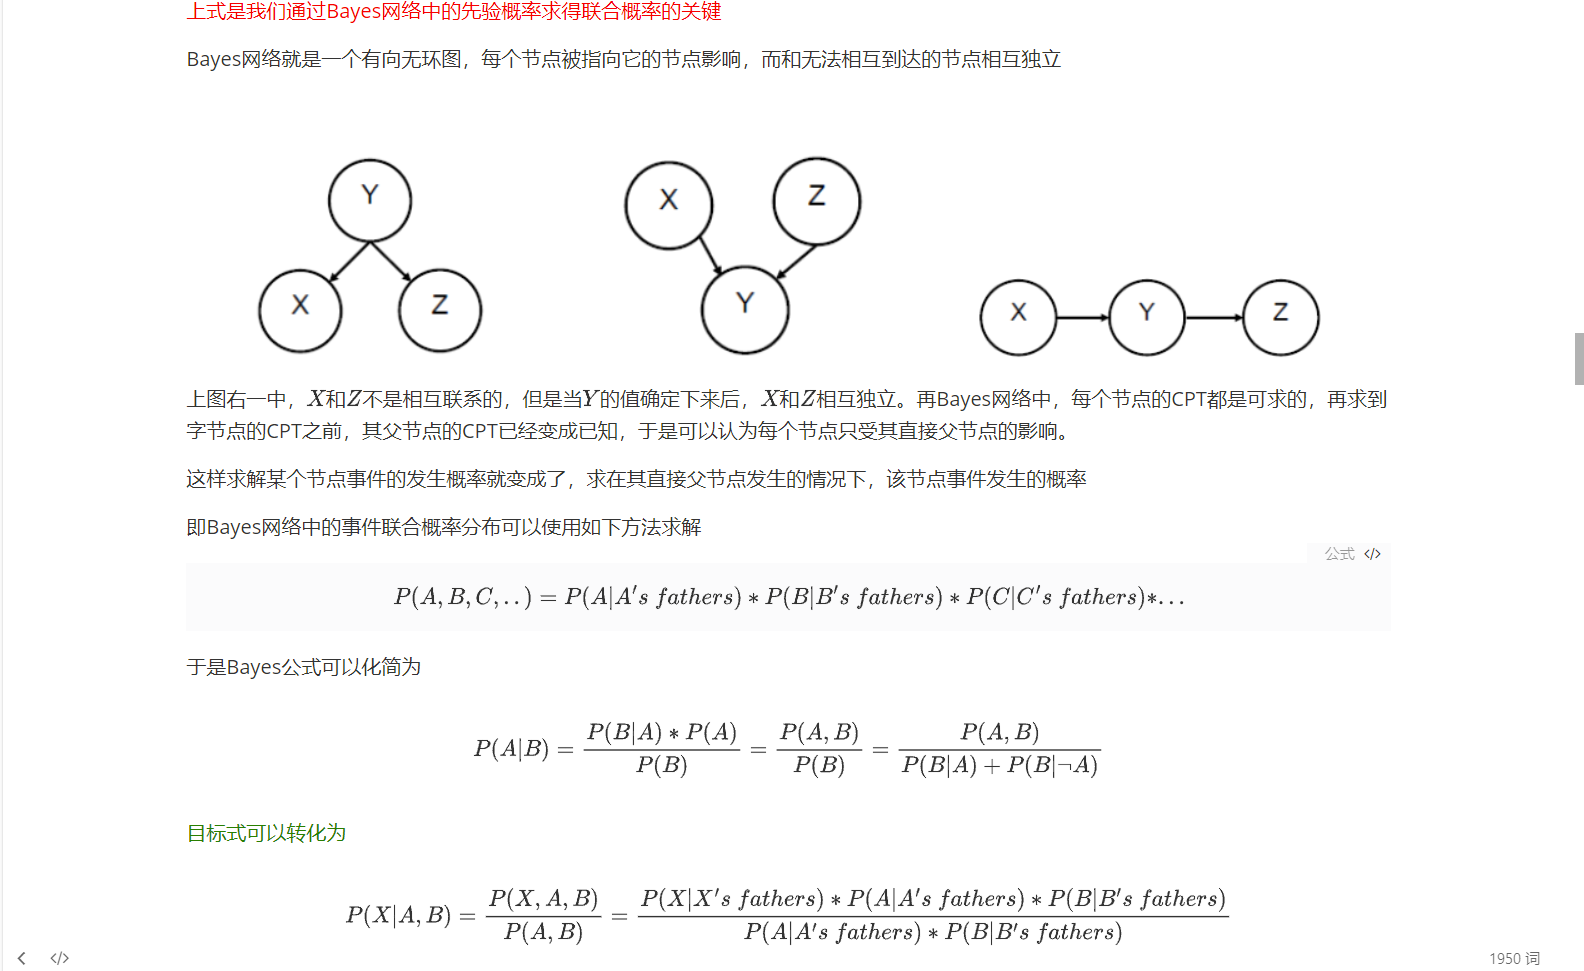 上式是我们通过Bayes网络中的先验概率求得联合概率的关键
Bayes网络就是一个有向无环图，每个节点被指向它的节点影响，而和无法相互到达的节点相互独立
Y
X
Z
X
Z
Y
X
Y
Z
上图右一中，X和Z不是相互联系的，但是当Y的值确定下来后，X和Z相互独立。再Bayes网络中，每个节点的CPT都是可求的，再求到
字节点的CPT之前，其父节点的CPT已经变成已知，于是可以认为每个节点只受其直接父节点的影响。
这样求解某个节点事件的发生概率就变成了，求在其直接父节点发生的情况下，该节点事件发生的概率
即Bayes网络中的事件联合概率分布可以使用如下方法求解
公式 </>
P(A, B, C, . . ) = P(A|A′s fathers) ∗ P(B|B′s fathers) ∗ P(C|C′s fathers)∗. . .
于是Bayes公式可以化简为
P(A|B) = P(B|A) ∗ P(A) / P(B) = P(A, B) / P(B) = P(A, B) / P(B|A) + P(B|¬A)
目标式可以转化为
P(X|A, B) = P(X, A, B) / P(A, B) = P(X|X′s fathers) ∗ P(A|A′s fathers) ∗ P(B|B′s fathers) / P(A|A′s fathers) ∗ P(B|B′s fathers)
< </> 1950 词